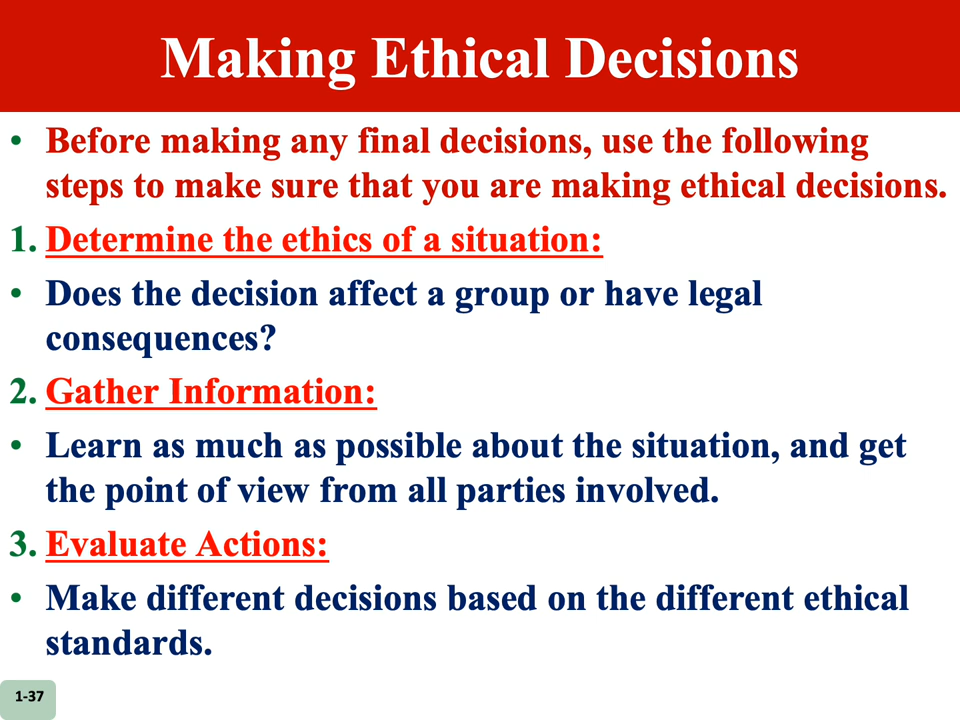 Making Ethical Decisions
• Before making any final decisions, use the following
steps to make sure that you are making ethical decisions.
1. Determine the ethics of a situation:
• Does the decision affect a group or have legal
consequences?
2. Gather Information:
• Learn as much as possible about the situation, and get
the point of view from all parties involved.
3. Evaluate Actions:
• Make different decisions based on the different ethical
standards.
1-37